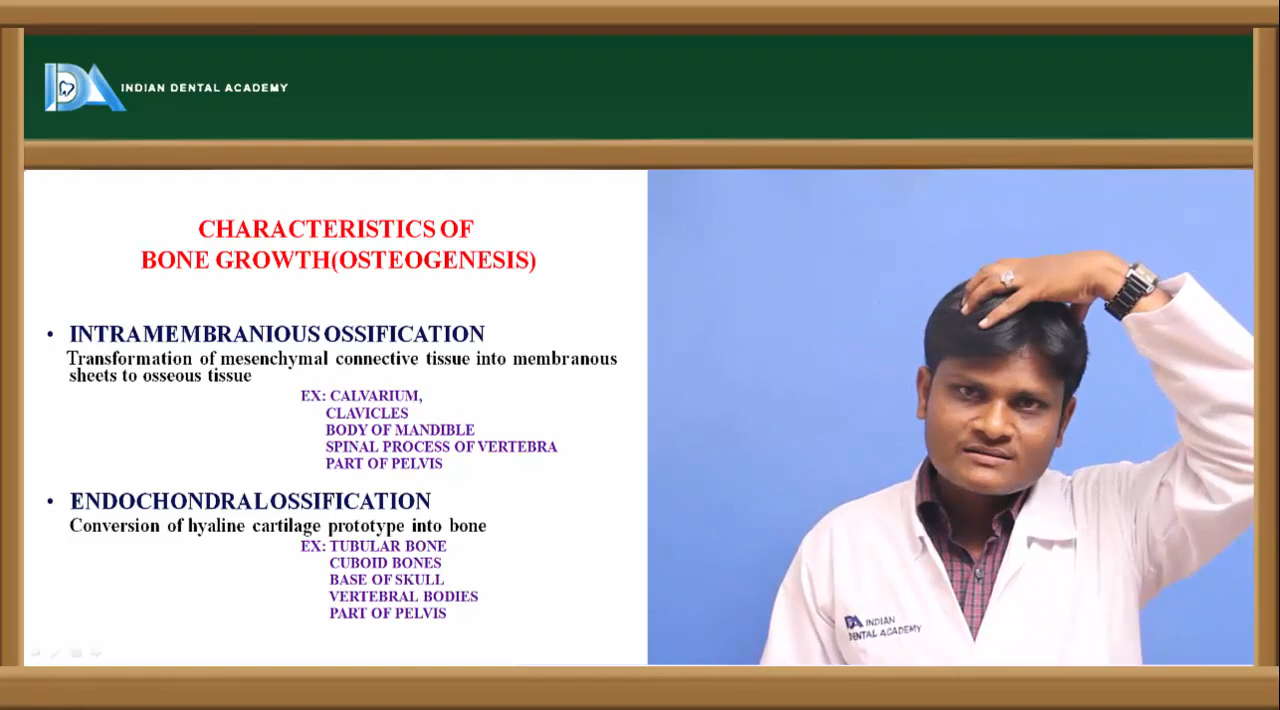 IDA INDIAN DENTAL ACADEMY
CHARACTERISTICS OF
BONE GROWTH(OSTEOGENESIS)
• INTRAMEMBRANIOUS OSSIFICATION
Transformation of mesenchymal connective tissue into membranous
sheets to osseous tissue
EX: CALVARIUM,
CLAVICLES
BODY OF MANDIBLE
SPINAL PROCESS OF VERTEBRA
PART OF PELVIS
• ENDOCHONDRAL OSSIFICATION
Conversion of hyaline cartilage prototype into bone
EX: TUBULAR BONE
CUBOID BONES
BASE OF SKULL
VERTEBRAL BODIES
PART OF PELVIS
IDA INDIAN
DENTAL ACADEMY